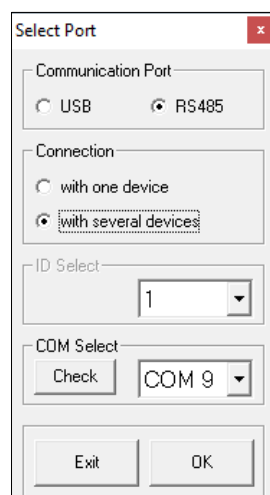 Select Port x
Communication Port
USB RS485
Connection
with one device
with several devices
ID Select
1
COM Select
Check COM 9
Exit OK